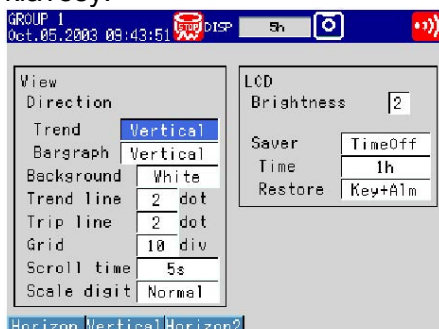 GROUP 1
Oct.05.2003 09:43:51 STOP DISP 5h
View
Direction
Trend Vertical
Bargraph Vertical
Background White
Trend line 2 dot
Trip line 2 dot
Grid 10 div
Scroll time 5s
Scale digit Normal
LCD
Brightness 2
Saver TimeOff
Time 1h
Restore Key+Alm
Horizon Vertical Horizon2